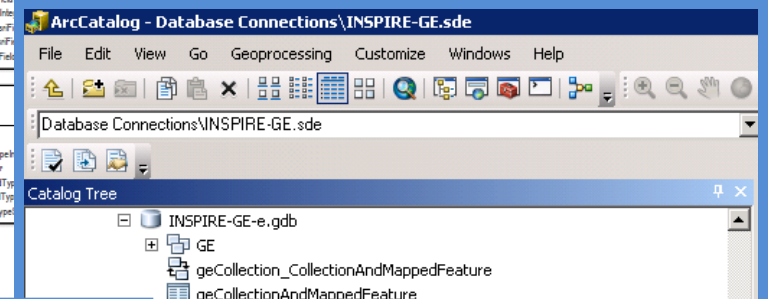 ArcCatalog - Database Connections\INSPIRE-GE.sde
File Edit View Go Geoprocessing Customize Windows Help
Database Connections\INSPIRE-GE.sde
Catalog Tree
INSPIRE-GE-e.gdb
GE
geCollection_CollectionAndMappedFeature
geCollectionAndMappedFeature